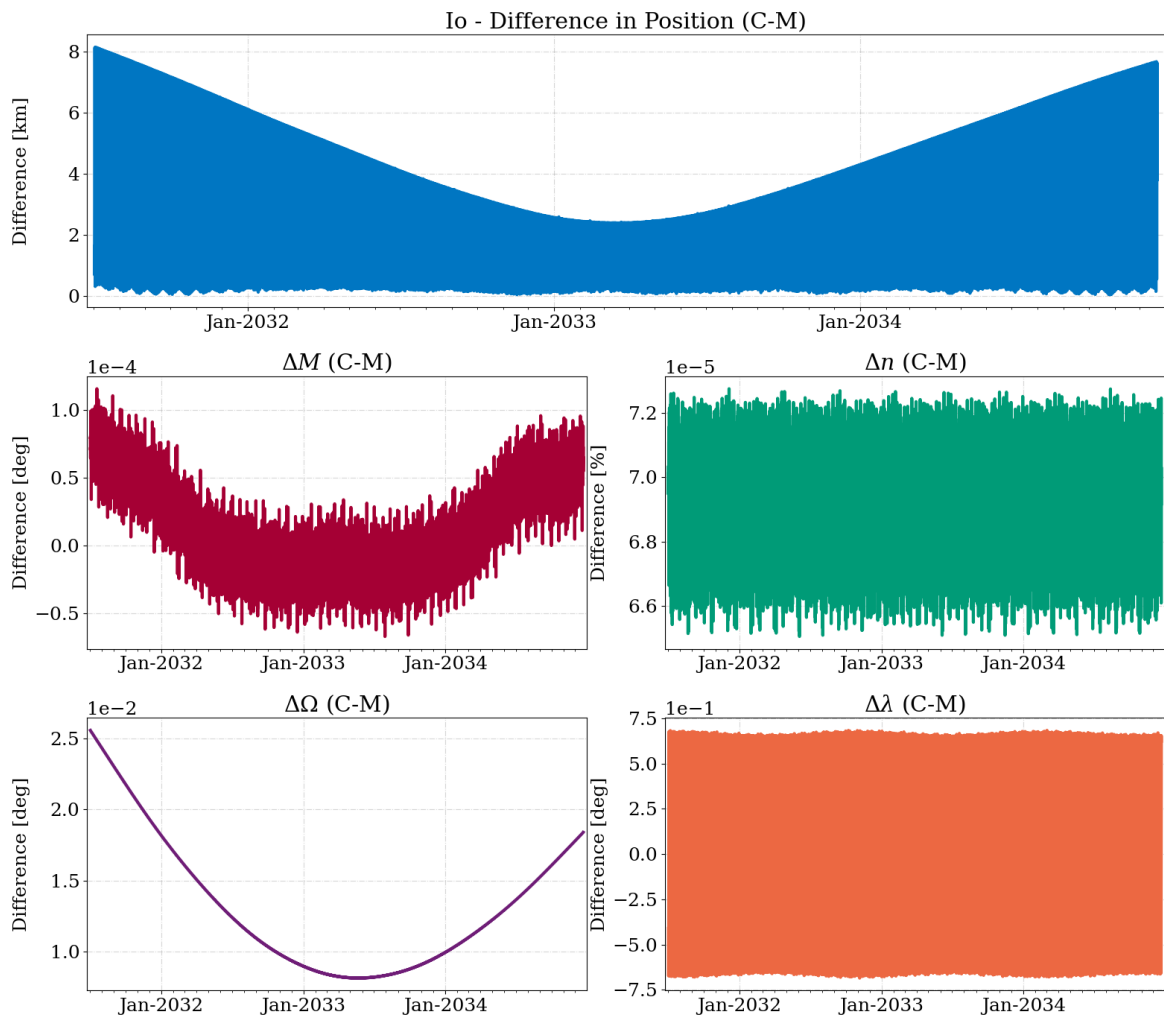 Io - Difference in Position (C-M)
Difference [km]
8
6
4
2
0
Jan-2032 Jan-2033 Jan-2034
ΔM (C-M)
1e−4
Difference [deg]
1.0
0.5
0.0
−0.5
Jan-2032 Jan-2033 Jan-2034
Δn (C-M)
1e−5
Difference [%]
7.2
7.0
6.8
6.6
Jan-2032 Jan-2033 Jan-2034
ΔΩ (C-M)
1e−2
Difference [deg]
2.5
2.0
1.5
1.0
Jan-2032 Jan-2033 Jan-2034
Δλ (C-M)
1e−1
Difference [deg]
7.5
5.0
2.5
0.0
−2.5
−5.0
−7.5
Jan-2032 Jan-2033 Jan-2034